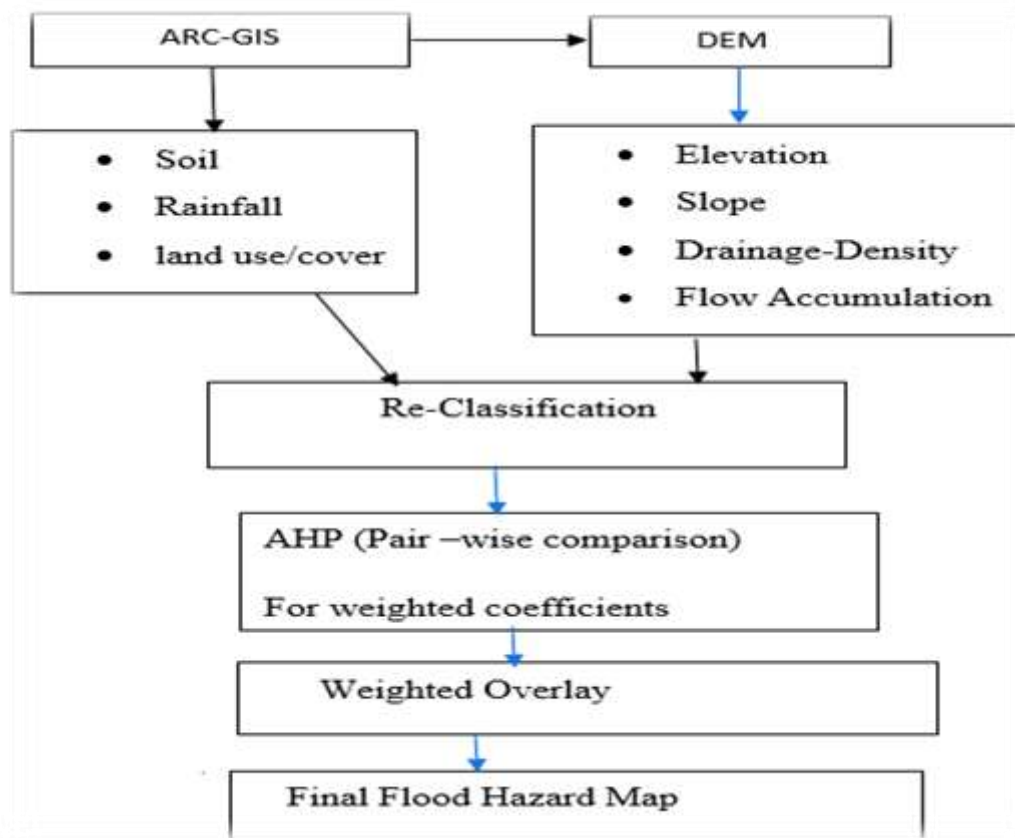 ARC-GIS
DEM
• Soil
• Rainfall
• land use/cover
• Elevation
• Slope
• Drainage-Density
• Flow Accumulation
Re-Classification
AHP (Pair –wise comparison)
For weighted coefficients
Weighted Overlay
Final Flood Hazard Map